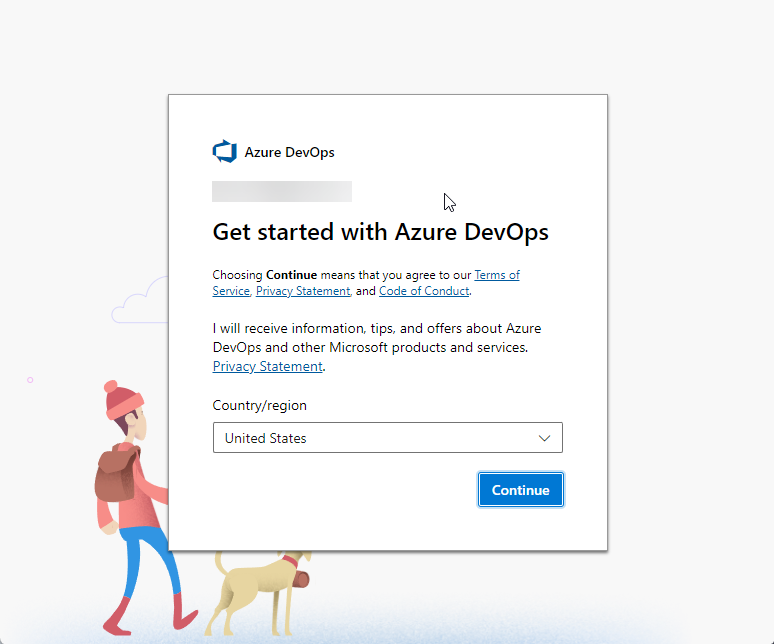 Azure DevOps
Get started with Azure DevOps
Choosing Continue means that you agree to our Terms of
Service, Privacy Statement, and Code of Conduct.
I will receive information, tips, and offers about Azure
DevOps and other Microsoft products and services.
Privacy Statement.
Country/region
United States
Continue